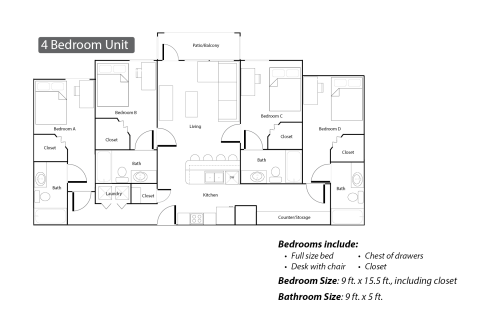 4 Bedroom Unit
Patio/Balcony
Bedroom B
Bedroom C
Living
Bedroom A
Bedroom D
Closet
Closet
Closet
Closet
Bath
Bath
DW
Bath
Bath
Laundry
Closet
Kitchen
Counter/Storage
Bedrooms include:
• Full size bed • Chest of drawers
• Desk with chair • Closet
Bedroom Size: 9 ft. x 15.5 ft., including closet
Bathroom Size: 9 ft. x 5 ft.